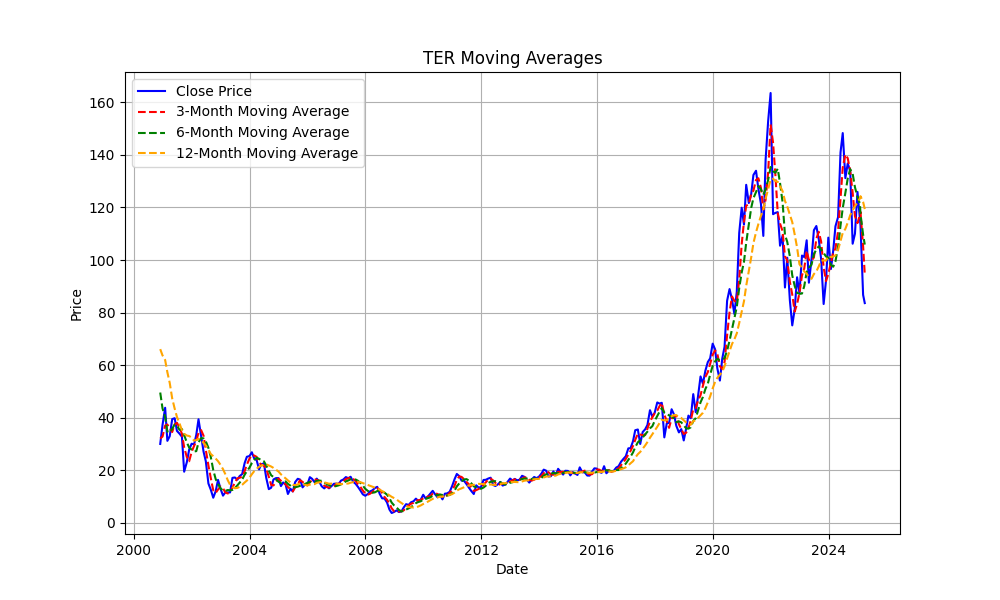 TER Moving Averages
Close Price
3-Month Moving Average
6-Month Moving Average
12-Month Moving Average
Price
160
140
120
100
80
60
40
20
0
2000 2004 2008 2012 2016 2020 2024
Date